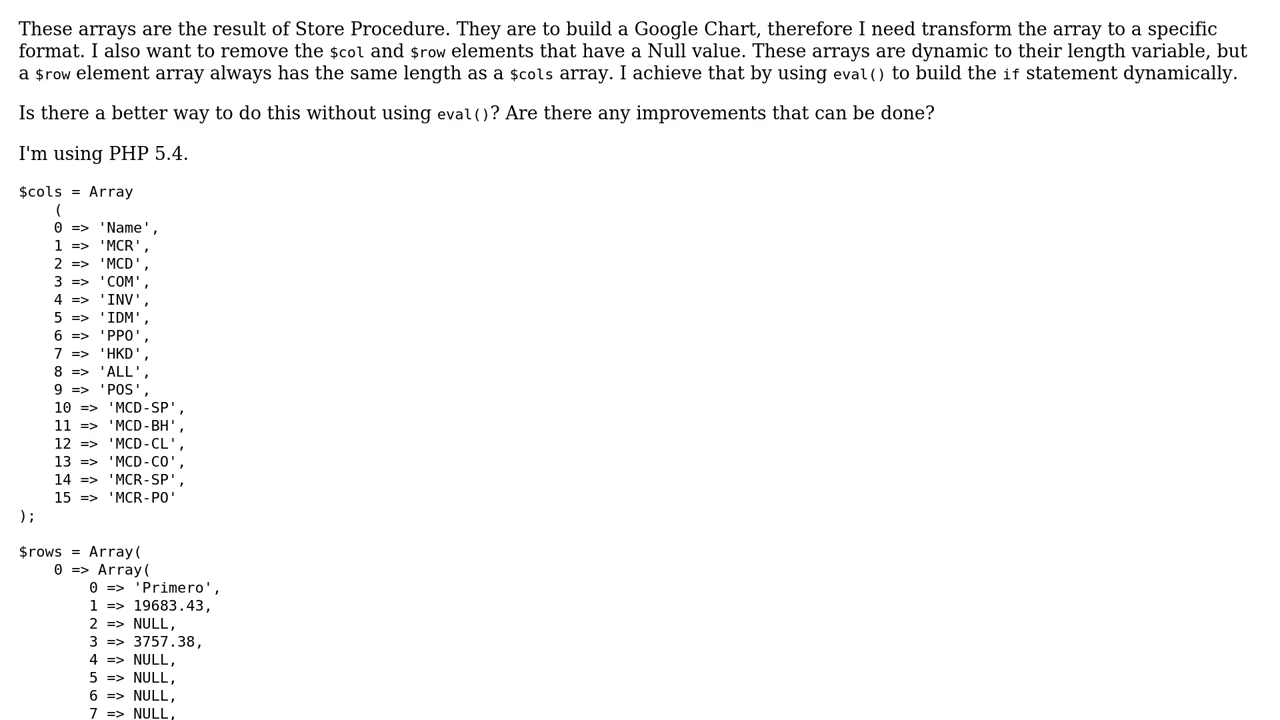 These arrays are the result of Store Procedure. They are to build a Google Chart, therefore I need transform the array to a specific
format. I also want to remove the $col and $row elements that have a Null value. These arrays are dynamic to their length variable, but
a $row element array always has the same length as a $cols array. I achieve that by using eval() to build the if statement dynamically.
Is there a better way to do this without using eval()? Are there any improvements that can be done?
I'm using PHP 5.4.
$cols = Array
    (
    0 => 'Name',
    1 => 'MCR',
    2 => 'MCD',
    3 => 'COM',
    4 => 'INV',
    5 => 'IDM',
    6 => 'PPO',
    7 => 'HKD',
    8 => 'ALL',
    9 => 'POS',
    10 => 'MCD-SP',
    11 => 'MCD-BH',
    12 => 'MCD-CL',
    13 => 'MCD-CO',
    14 => 'MCR-SP',
    15 => 'MCR-PO'
);
$rows = Array(
    0 => Array(
        0 => 'Primero',
        1 => 19683.43,
        2 => NULL,
        3 => 3757.38,
        4 => NULL,
        5 => NULL,
        6 => NULL,
        7 => NULL,